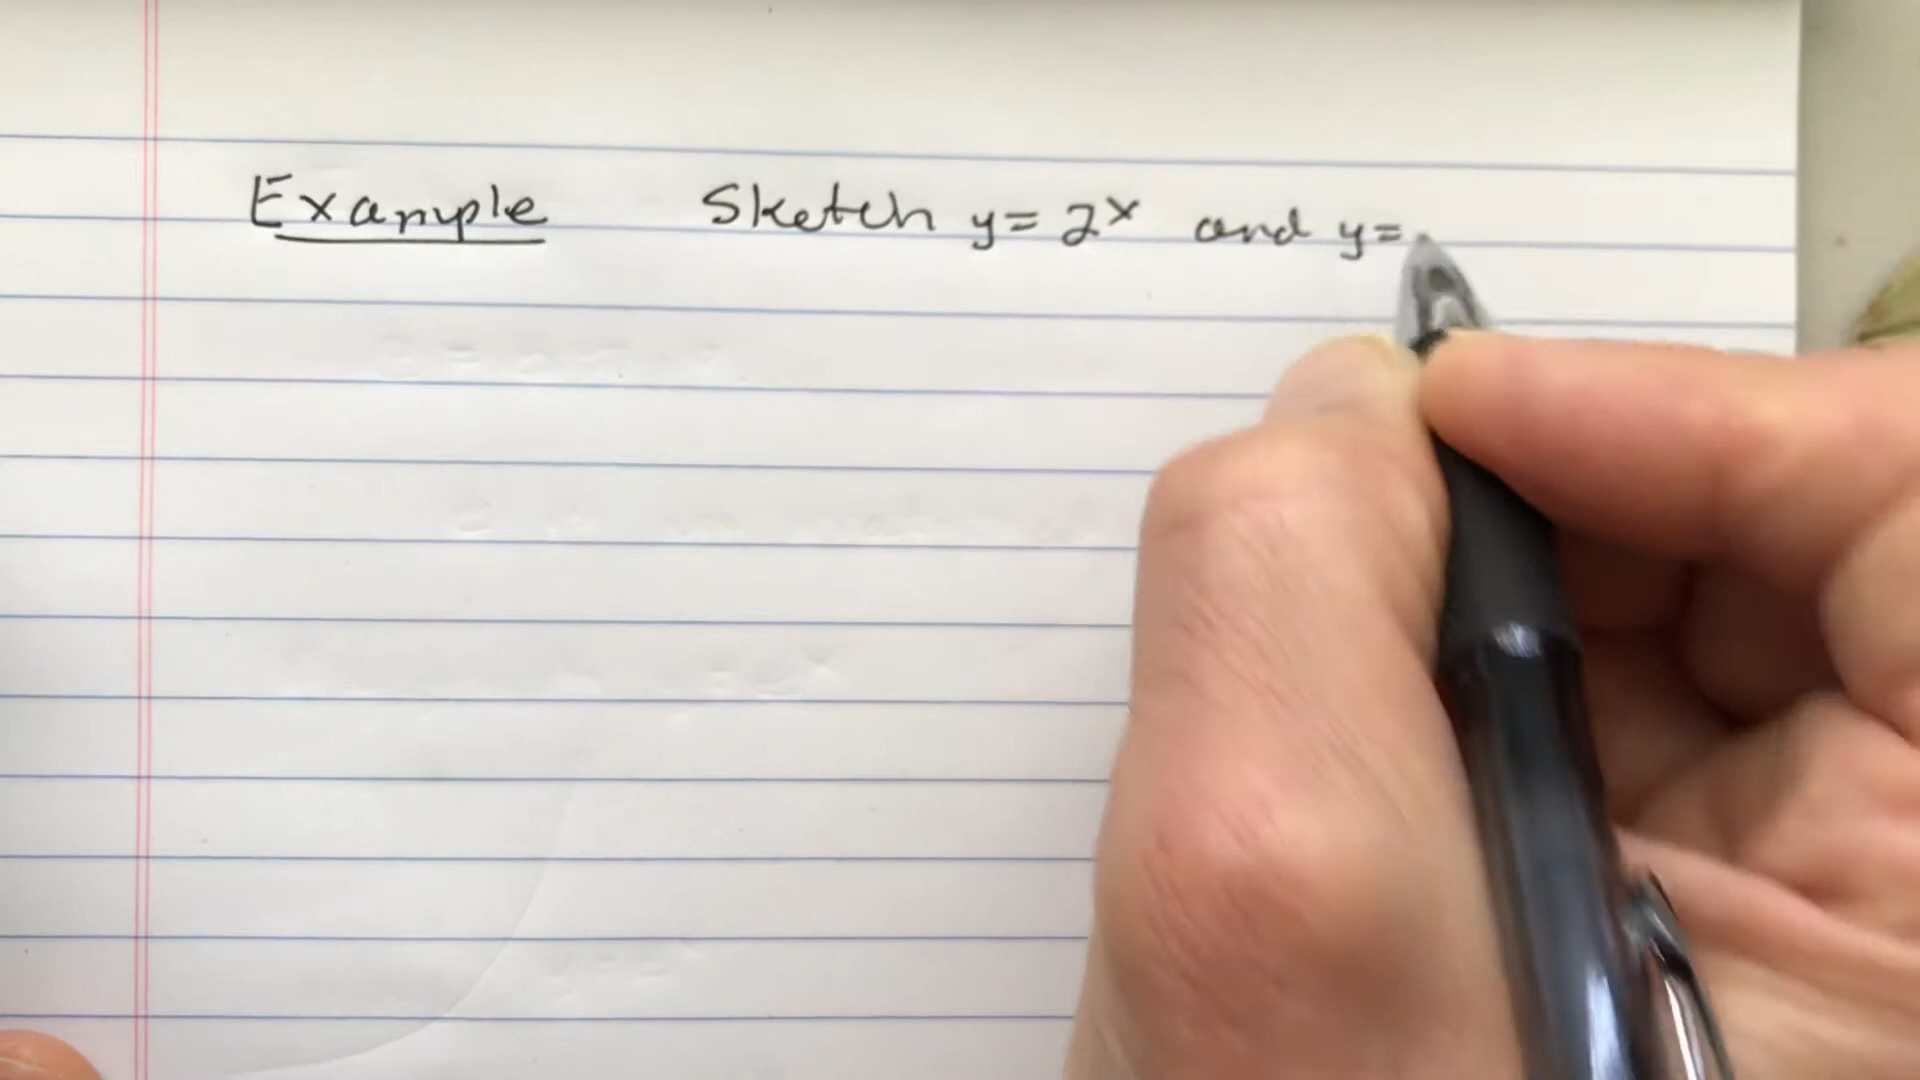 Example Sketch y = 2^x and y =